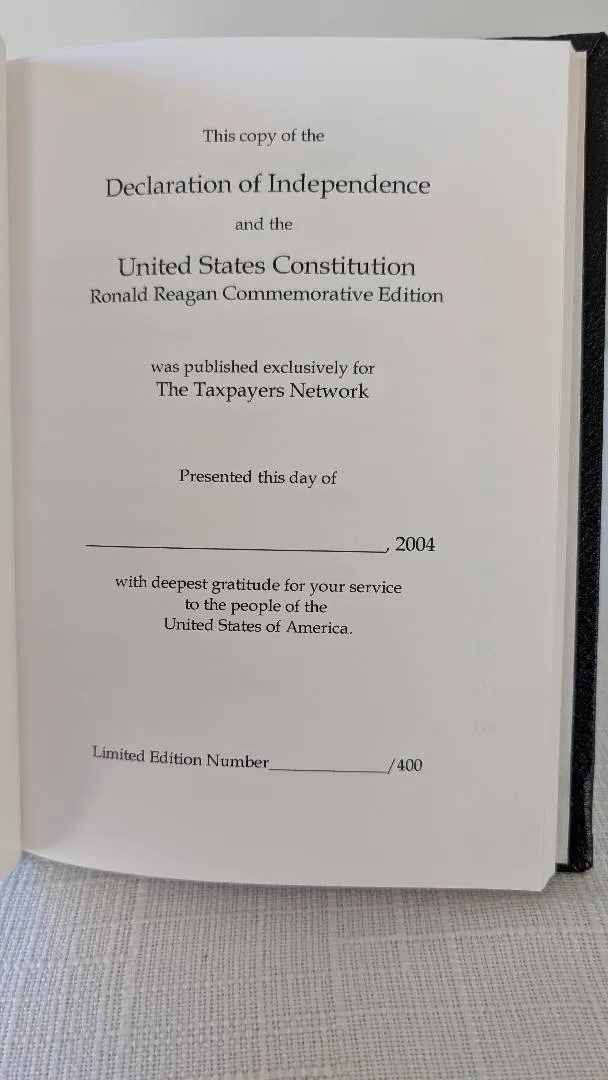 This copy of the
Declaration of Independence
and the
United States Constitution
Ronald Reagan Commemorative Edition
was published exclusively for
The Taxpayers Network
Presented this day of
______________________________, 2004
with deepest gratitude for your service
to the people of the
United States of America.
Limited Edition Number____________/400